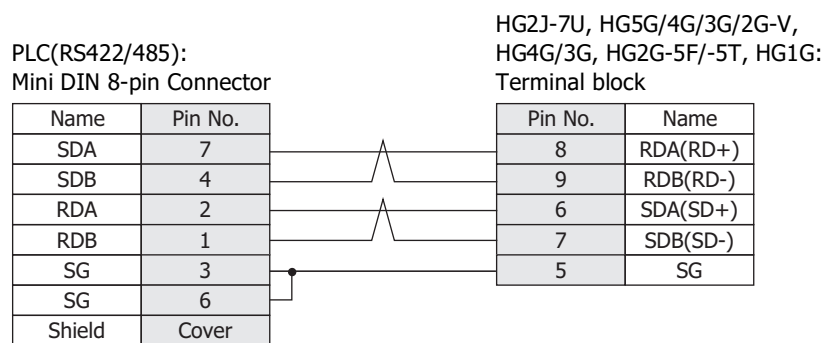 HG2J-7U, HG5G/4G/3G/2G-V,
PLC(RS422/485): HG4G/3G, HG2G-5F/-5T, HG1G:
Mini DIN 8-pin Connector Terminal block
Name Pin No. Pin No. Name
SDA 7 8 RDA(RD+)
SDB 4 9 RDB(RD-)
RDA 2 6 SDA(SD+)
RDB 1 7 SDB(SD-)
SG 3 5 SG
SG 6
Shield Cover